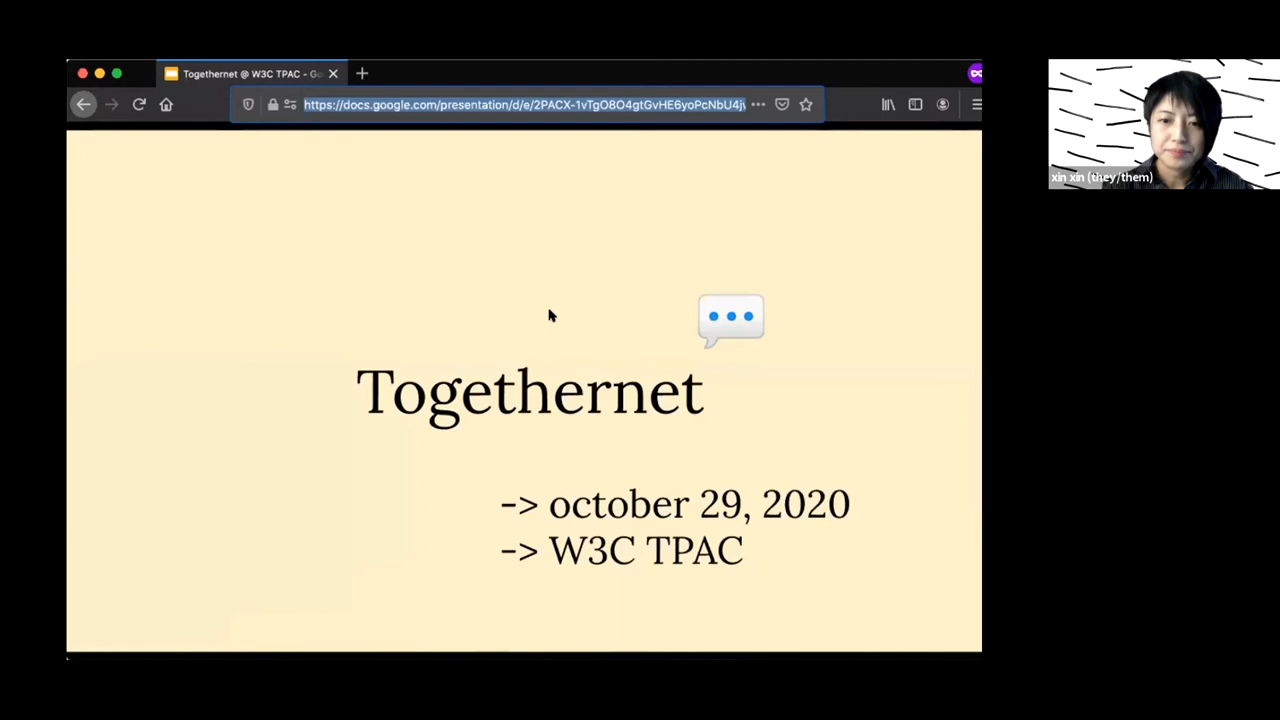 Togethernet @ W3C TPAC - Go
https://docs.google.com/presentation/d/e/2PACX-1vTgO8O4gtGvHE6yoPcNbU4j
xin xin (they/them)
Togethernet
-> october 29, 2020
-> W3C TPAC